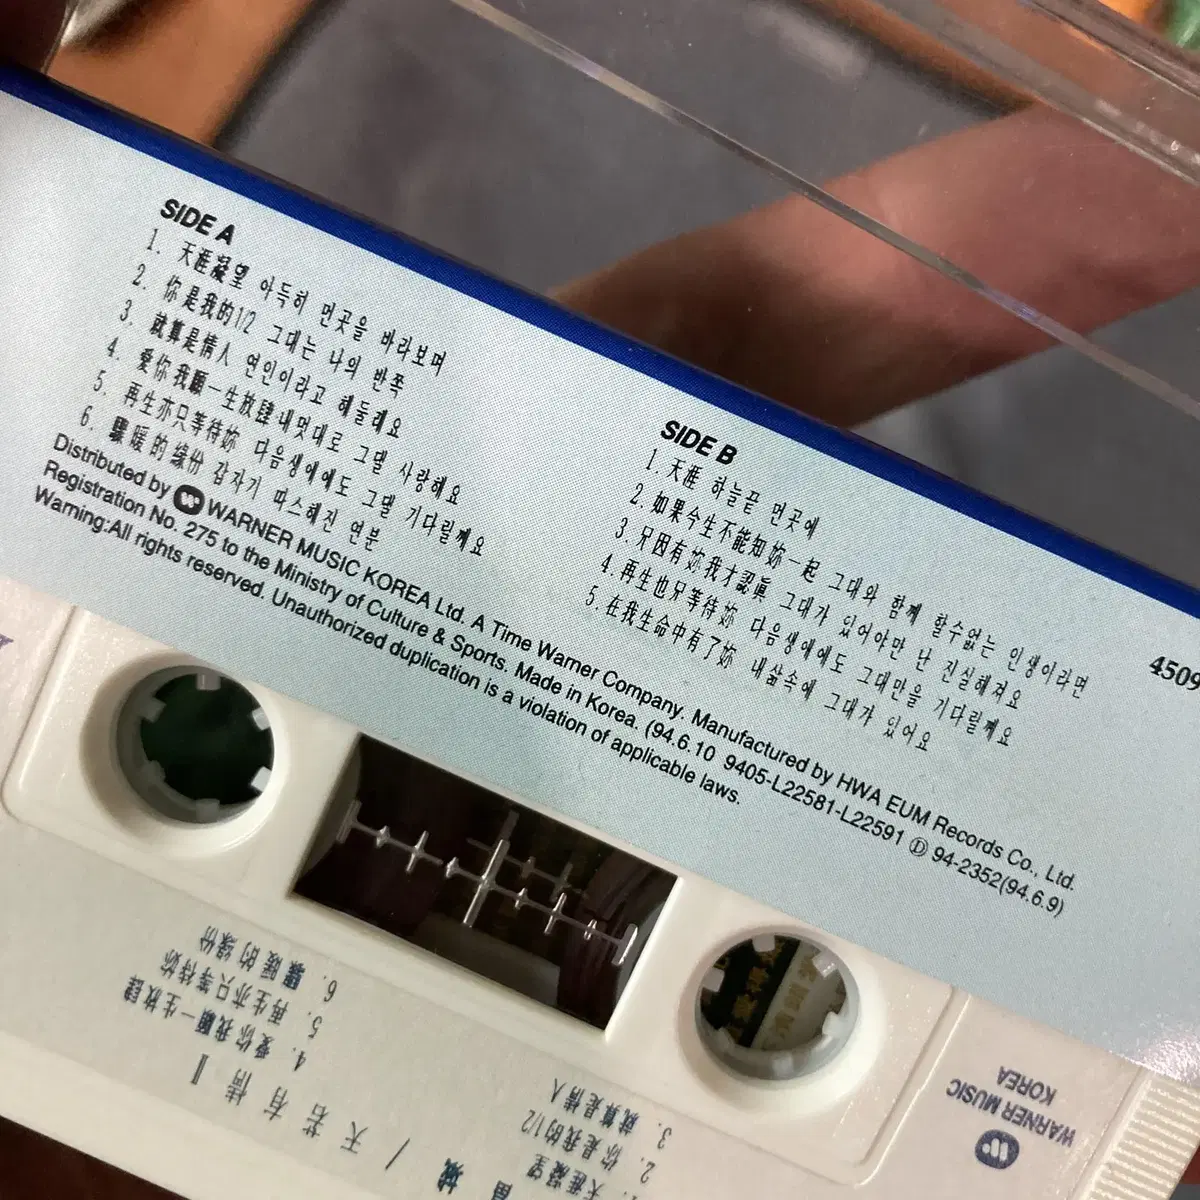 SIDE A
1. 天涯凝望 아득히 먼곳을 바라보며
2. 你是我的1/2 그대는 나의 반쪽
3. 就算是情人 연인이라고 해둘래요
4. 愛你我願一生放肆 내멋대로 그댈 사랑해요
5. 再生亦只等待妳 다음생에에도 그댈 기다릴께요
6. 驟暖的緣份 갑자기 따스해진 연분
SIDE B
1. 天涯 하늘끝 먼곳에
2. 如果今生不能知妳一起 그대와 함께 할수없는 인생이라면
3. 只因有妳我才認眞 그대가 있어야만 난 진실해져요
4. 再生也只等待妳 다음생에에도 그대만을 기다릴께요
5. 在我生命中有了妳 내삶속에 그대가 있어요
4509
Distributed by WARNER MUSIC KOREA Ltd. A Time Warner Company. Manufactured by HWA EUM Records Co., Ltd.
Registration No. 275 to the Ministry of Culture & Sports. Made in Korea. (94.6.10 9405-L22581-L22591 Ⓓ 94-2352(94.6.9)
Warning:All rights reserved. Unauthorized duplication is a violation of applicable laws.
WARNER MUSIC
KOREA
城 / 天若有情 II
1. 天涯凝望
2. 你是我的1/2
3. 就算是情人
4. 愛你我願一生放肆
5. 再生亦只等待妳
6. 驟暖的緣份